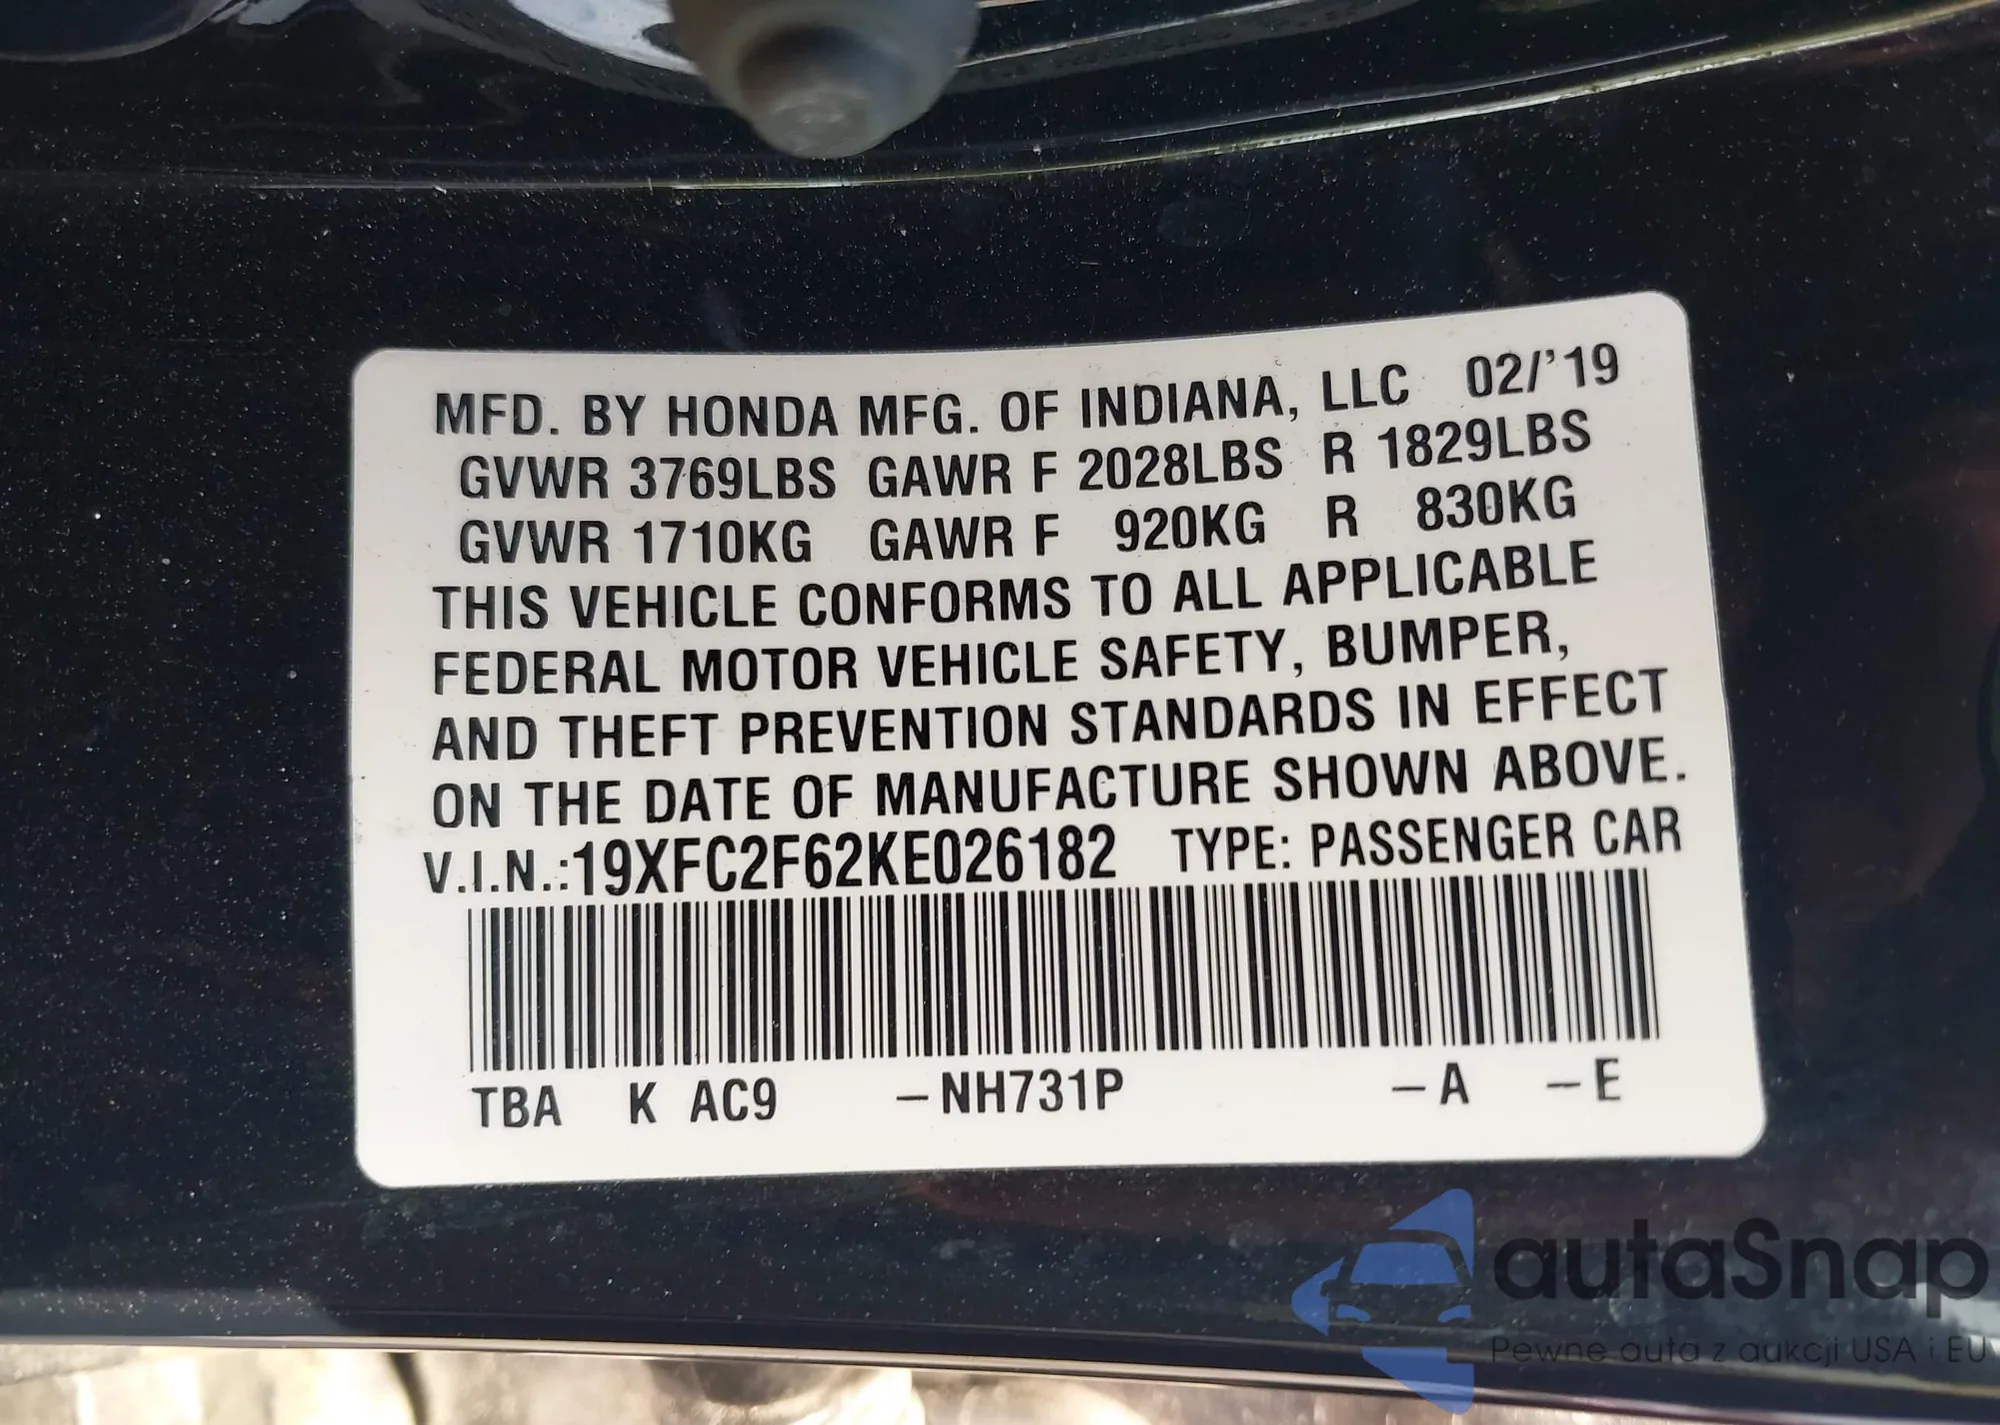 MFD. BY HONDA MFG. OF INDIANA, LLC 02/'19
GVWR 3769LBS GAWR F 2028LBS R 1829LBS
GVWR 1710KG GAWR F 920KG R 830KG
THIS VEHICLE CONFORMS TO ALL APPLICABLE
FEDERAL MOTOR VEHICLE SAFETY, BUMPER,
AND THEFT PREVENTION STANDARDS IN EFFECT
ON THE DATE OF MANUFACTURE SHOWN ABOVE.
V.I.N.:19XFC2F62KE026182 TYPE: PASSENGER CAR
TBA K AC9 –NH731P –A –E
autaSnap
Pewne auta z aukcji USA i EU